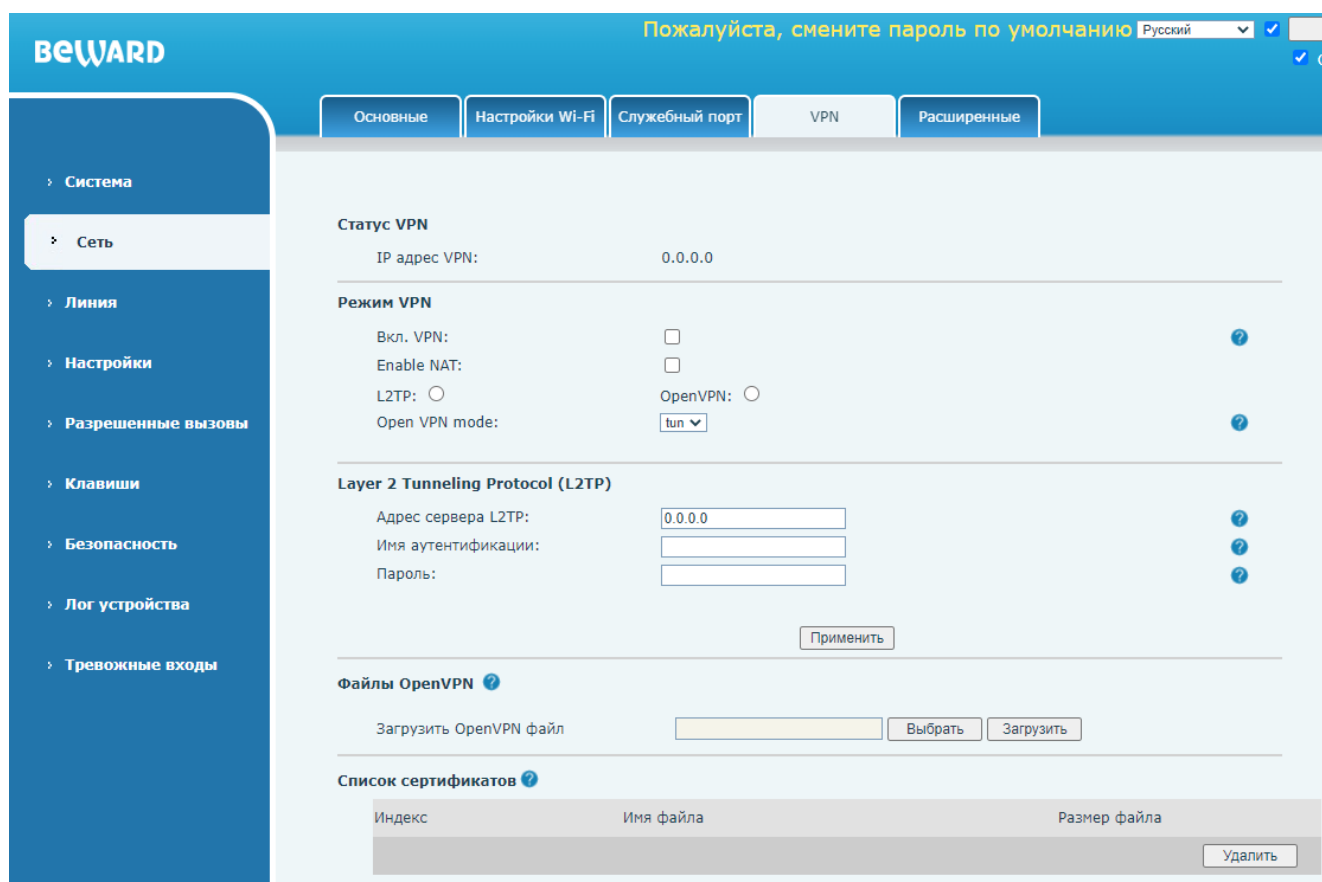 Пожалуйста, смените пароль по умолчанию Русский
BEWARD
Основные Настройки Wi-Fi Служебный порт VPN Расширенные
Система
Сеть
Линия
Настройки
Разрешенные вызовы
Клавиши
Безопасность
Лог устройства
Тревожные входы
Статус VPN
IP адрес VPN: 0.0.0.0
Режим VPN
Вкл. VPN:
Enable NAT:
L2TP: OpenVPN:
Open VPN mode: tun
Layer 2 Tunneling Protocol (L2TP)
Адрес сервера L2TP: 0.0.0.0
Имя аутентификации:
Пароль:
Применить
Файлы OpenVPN
Загрузить OpenVPN файл Выбрать Загрузить
Список сертификатов
Индекс Имя файла Размер файла
Удалить